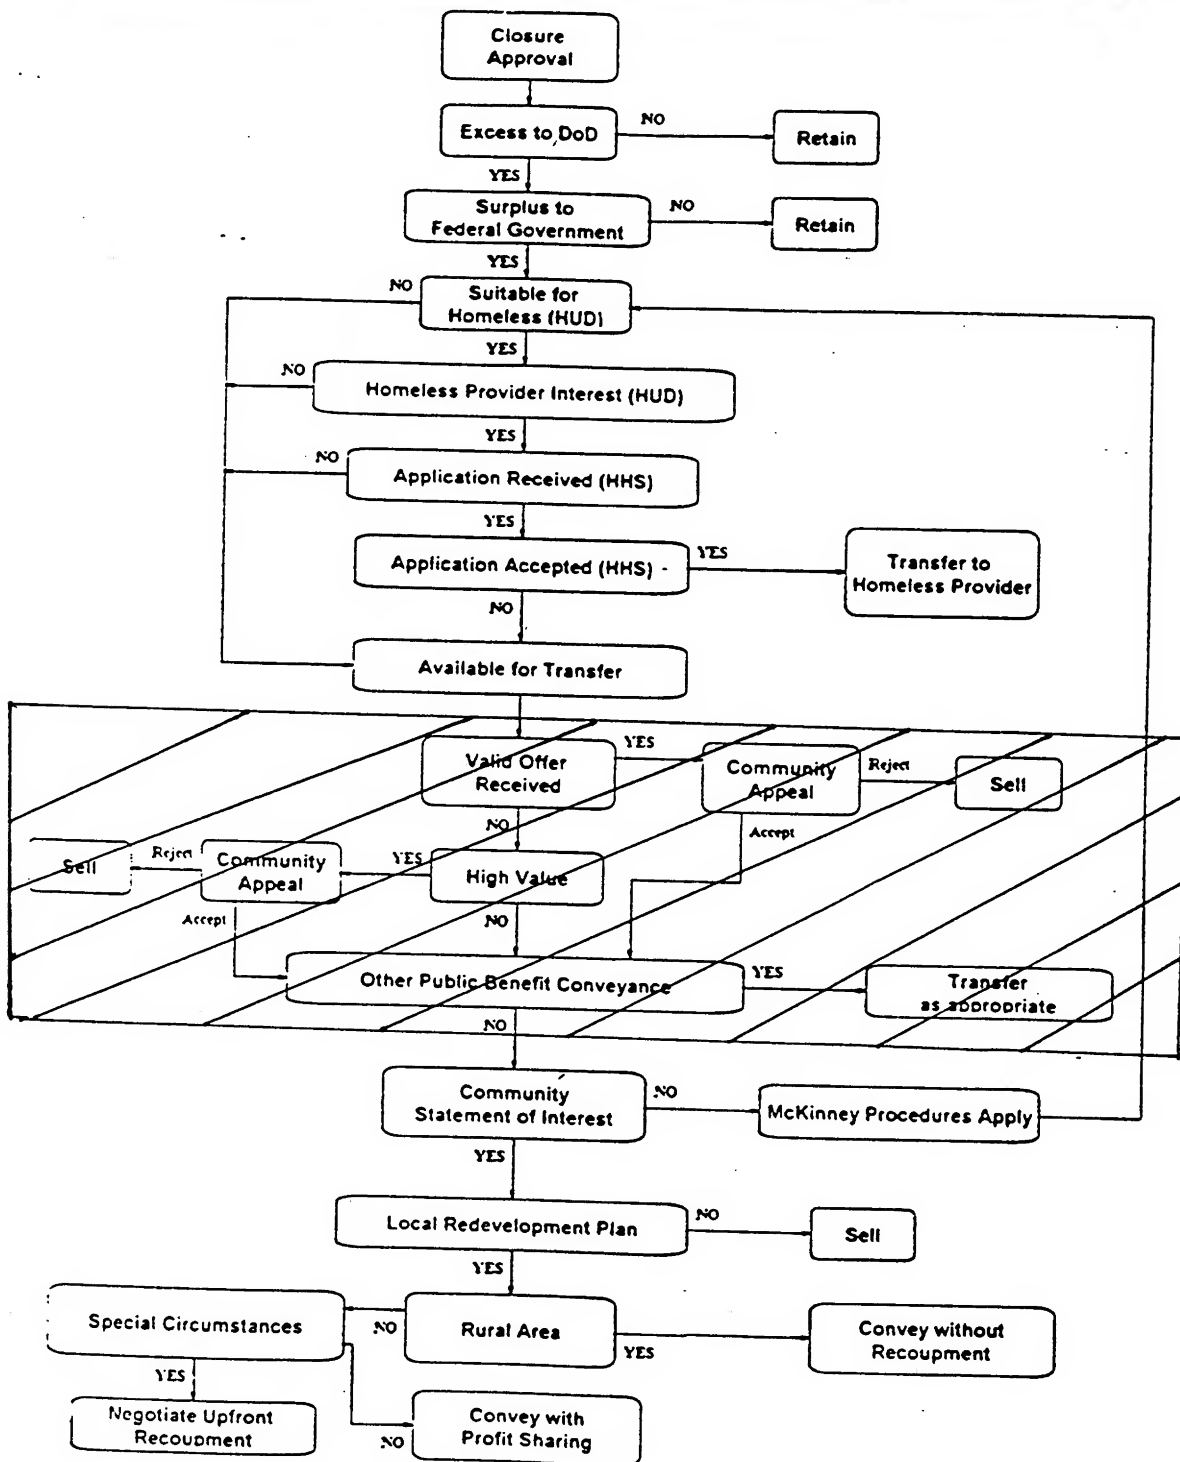 Closure
Approval
Excess to DoD
NO
Retain
YES
Surplus to
Federal Government
NO
Retain
YES
NO
Suitable for
Homeless (HUD)
YES
NO
Homeless Provider Interest (HUD)
YES
NO
Application Received (HHS)
YES
Application Accepted (HHS) -
YES
Transfer to
Homeless Provider
NO
Available for Transfer
Valid Offer
Received
YES
Community
Appeal
Reject
Sell
NO
Accept
Sell
Reject
Community
Appeal
YES
High Value
Accept
NO
Other Public Benefit Conveyance
YES
Transfer
as appropriate
NO
Community
Statement of Interest
NO
McKinney Procedures Apply
YES
Local Redevelopment Plan
NO
Sell
YES
Special Circumstances
NO
Rural Area
YES
Convey without
Recoupment
YES
Negotiate Upfront
Recoupment
NO
Convey with
Profit Sharing